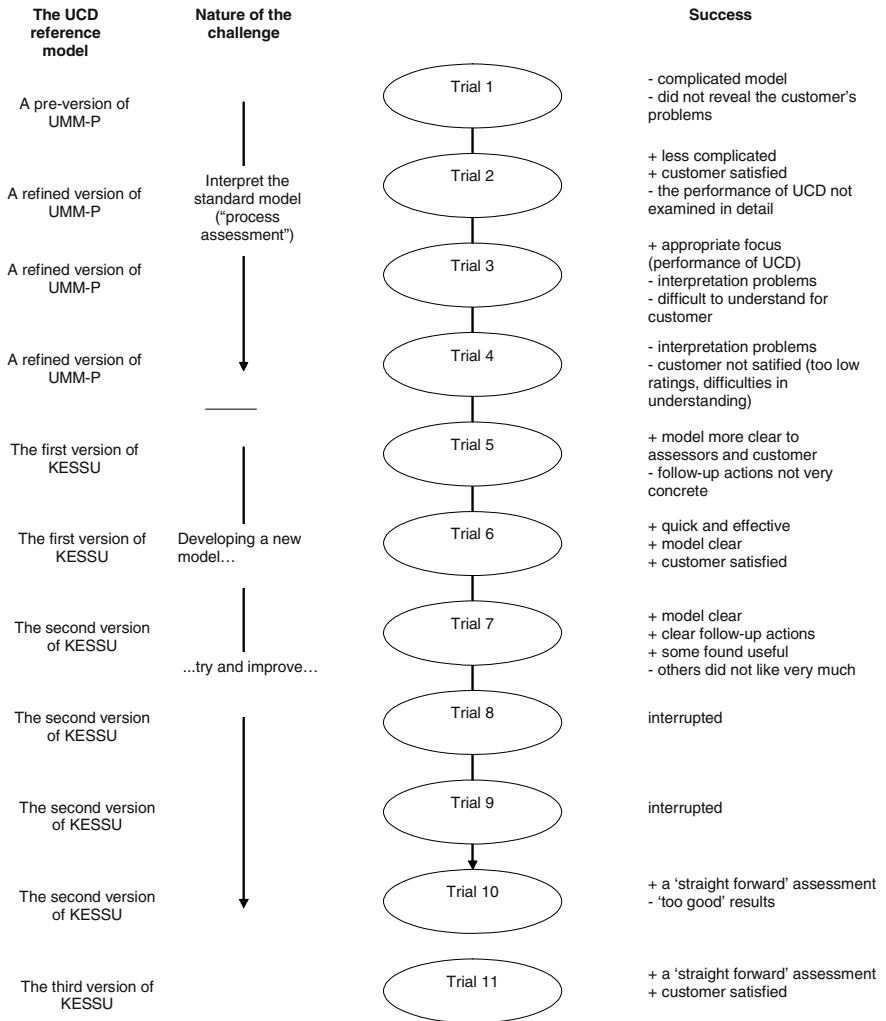 The UCD
reference
model
Nature of the
challenge
Success
A pre-version of
UMM-P
Trial 1
- complicated model
- did not reveal the customer's
problems
A refined version of
UMM-P
Interpret the
standard model
("process
assessment")
Trial 2
+ less complicated
+ customer satisfied
- the performance of UCD not
examined in detail
A refined version of
UMM-P
Trial 3
+ appropriate focus
(performance of UCD)
- interpretation problems
- difficult to understand for
customer
A refined version of
UMM-P
Trial 4
- interpretation problems
- customer not satified (too low
ratings, difficulties in
understanding)
The first version of
KESSU
Trial 5
+ model more clear to
assessors and customer
- follow-up actions not very
concrete
The first version of
KESSU
Developing a new
model…
Trial 6
+ quick and effective
+ model clear
+ customer satisfied
The second version
of KESSU
...try and improve…
Trial 7
+ model clear
+ clear follow-up actions
+ some found useful
- others did not like very much
The second version
of KESSU
Trial 8
interrupted
The second version
of KESSU
Trial 9
interrupted
The second version
of KESSU
Trial 10
+ a 'straight forward' assessment
- 'too good' results
The third version of
KESSU
Trial 11
+ a 'straight forward' assessment
+ customer satisfied